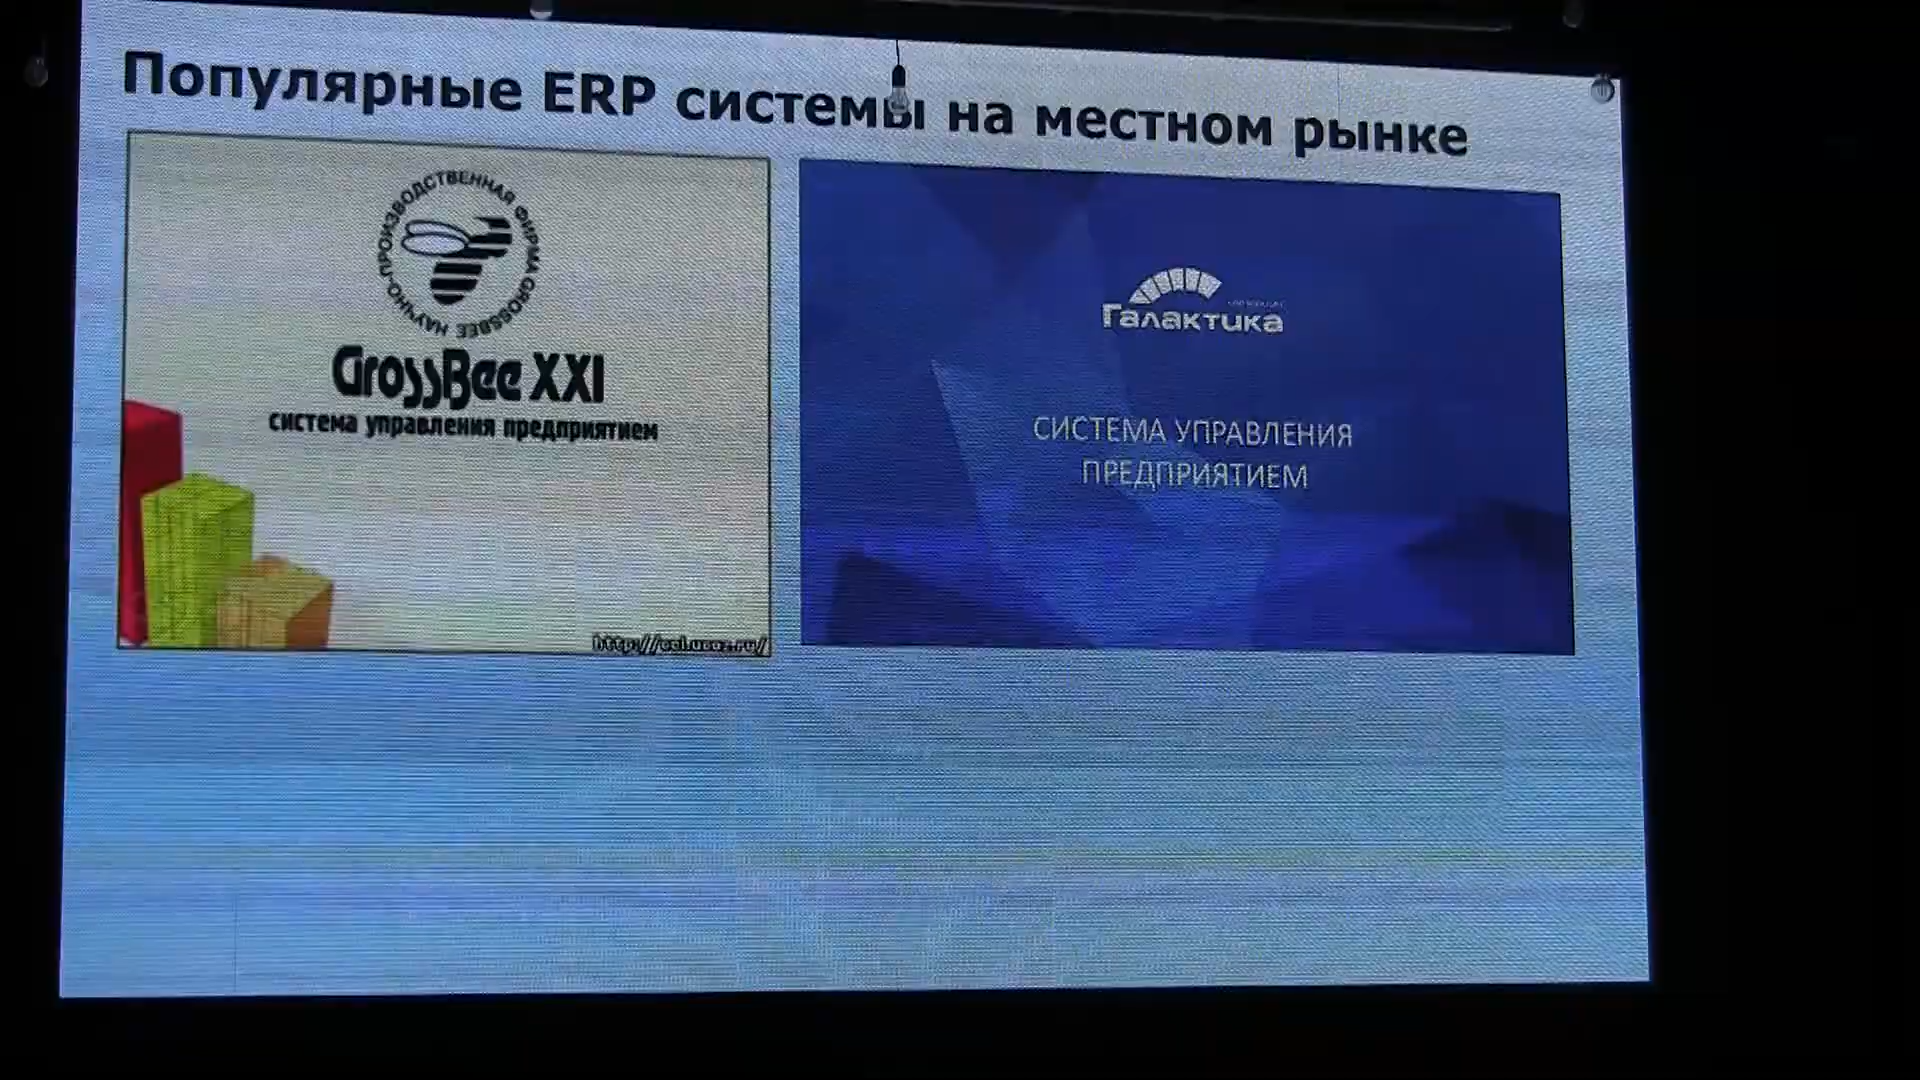 Популярные ERP системы на местном рынке
НАУЧНО-ПРОИЗВОДСТВЕННАЯ ФИРМА GROSSBEE
GrossBee XXI
система управления предприятием
Галактика
СИСТЕМА УПРАВЛЕНИЯ
ПРЕДПРИЯТИЕМ